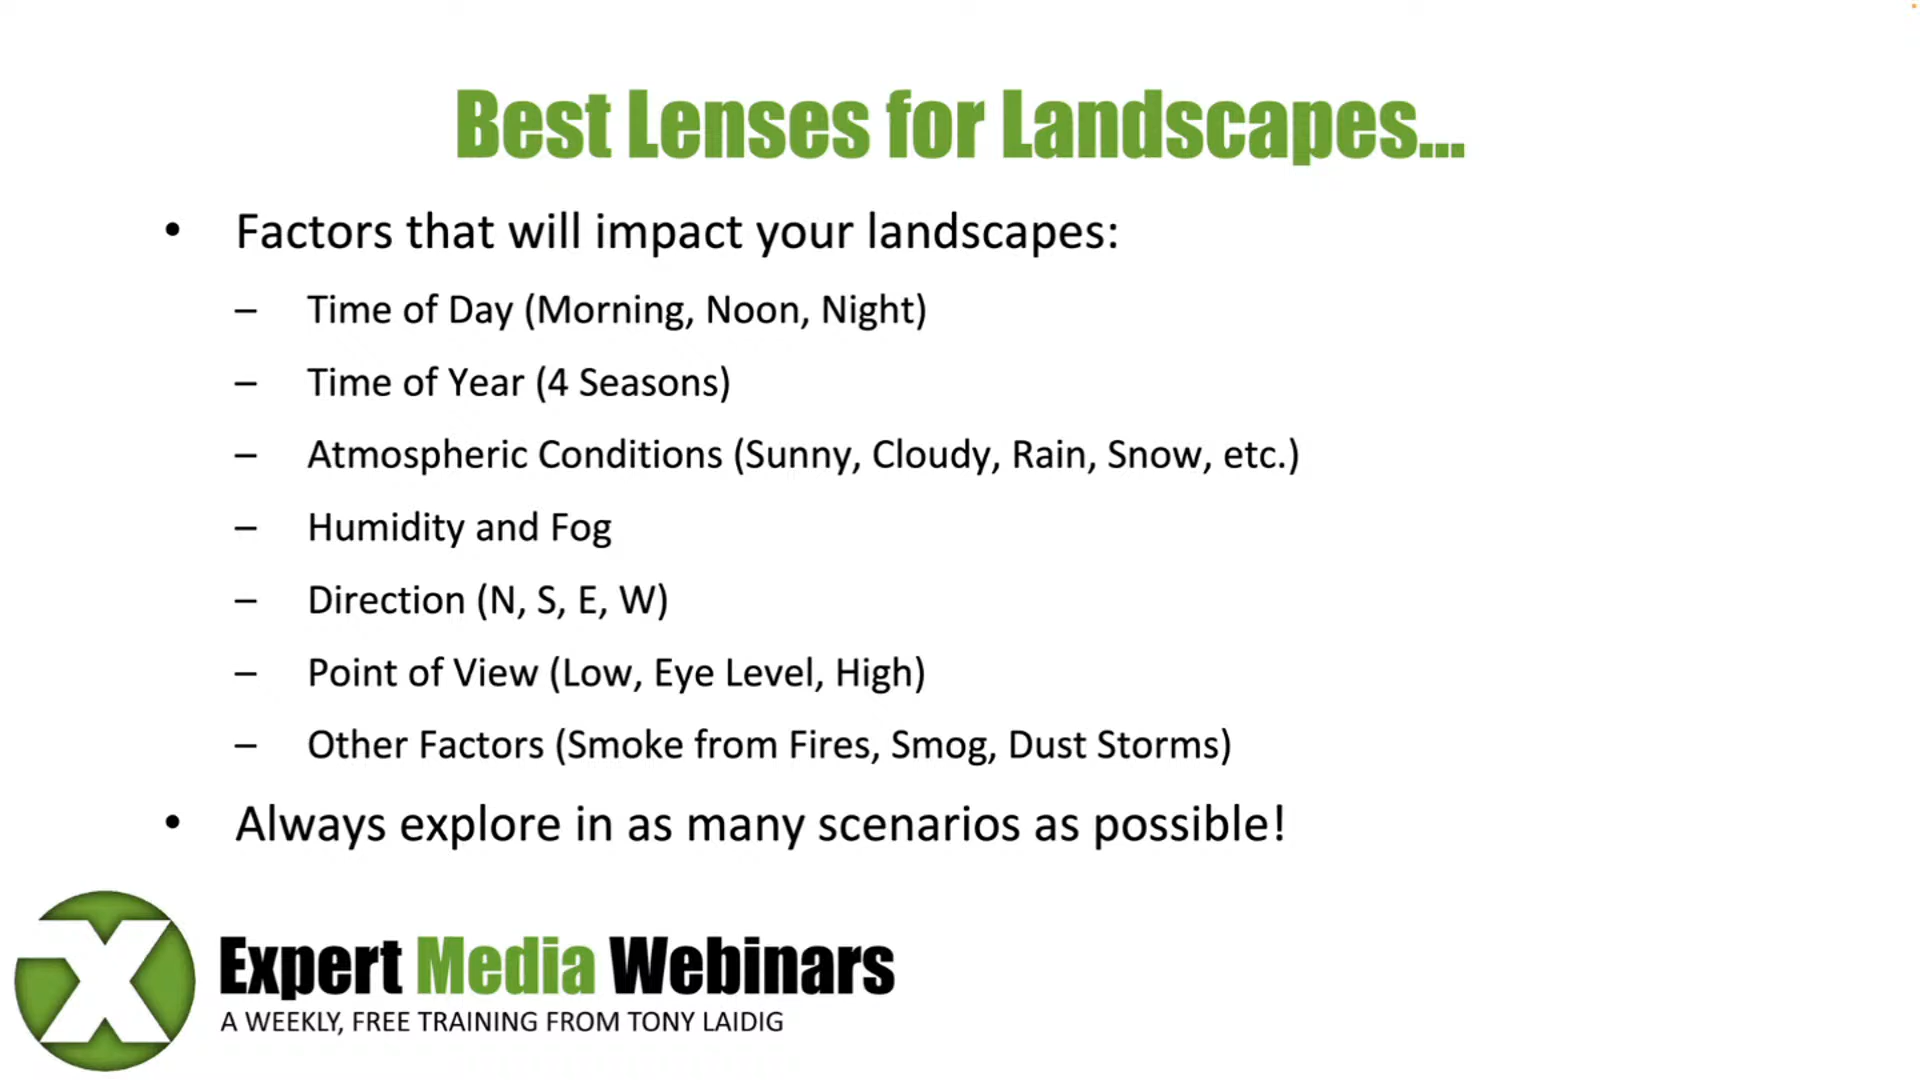 Best Lenses for Landscapes...
• Factors that will impact your landscapes:
– Time of Day (Morning, Noon, Night)
– Time of Year (4 Seasons)
– Atmospheric Conditions (Sunny, Cloudy, Rain, Snow, etc.)
– Humidity and Fog
– Direction (N, S, E, W)
– Point of View (Low, Eye Level, High)
– Other Factors (Smoke from Fires, Smog, Dust Storms)
• Always explore in as many scenarios as possible!
X
Expert Media Webinars
A WEEKLY, FREE TRAINING FROM TONY LAIDIG